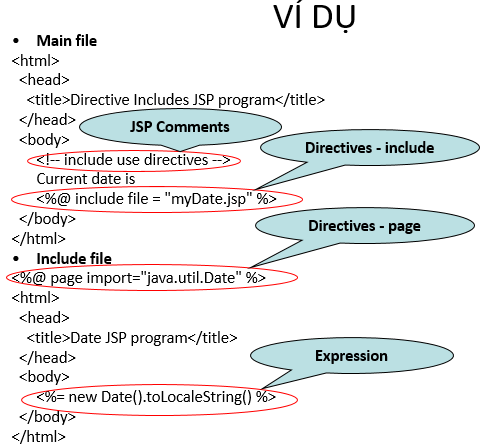 VÍ DỤ
• Main file
<html>
<head>
<title>Directive Includes JSP program</title>
</head>
<body>
JSP Comments
<!-- include use directives -->
Directives - include
Current date is
<%@ include file = "myDate.jsp" %>
</body>
Directives - page
</html>
• Include file
<%@ page import="java.util.Date" %>
<html>
<head>
<title>Date JSP program</title>
</head>
Expression
<body>
<%= new Date().toLocaleString() %>
</body>
</html>